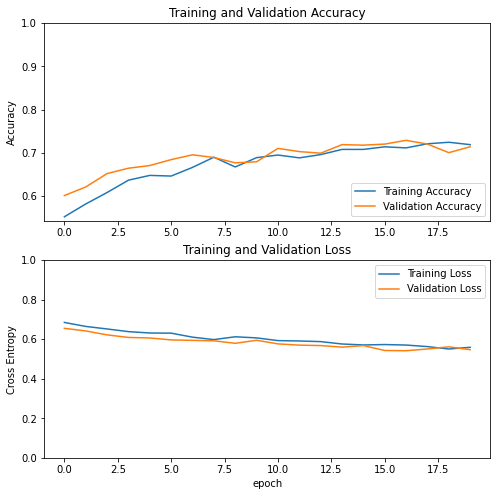 Training and Validation Accuracy
1.0
0.9
0.8
0.7
0.6
Accuracy
Training Accuracy
Validation Accuracy
0.0 2.5 5.0 7.5 10.0 12.5 15.0 17.5
Training and Validation Loss
1.0
0.8
0.6
0.4
0.2
0.0
Cross Entropy
Training Loss
Validation Loss
0.0 2.5 5.0 7.5 10.0 12.5 15.0 17.5
epoch